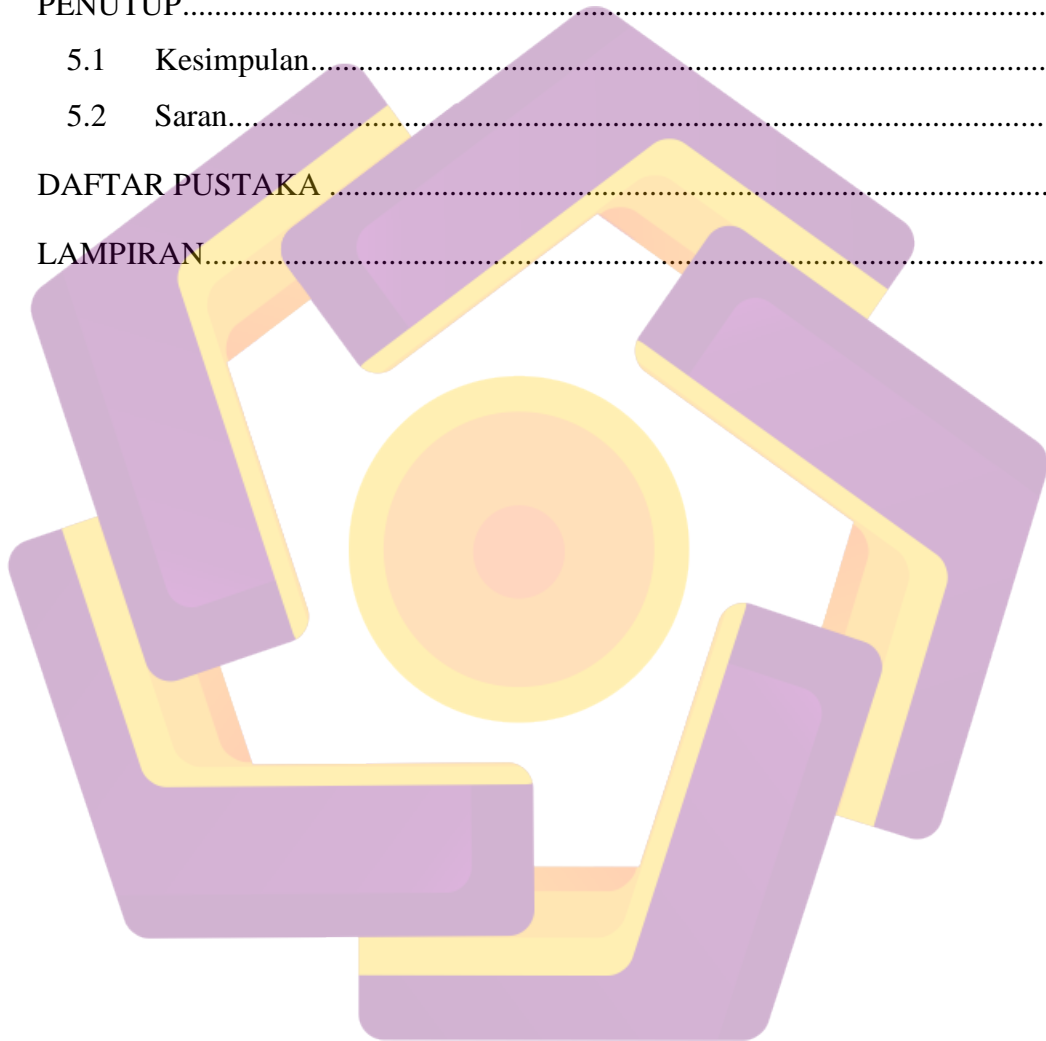 PENUTUP..........................................................................................................
5.1 Kesimpulan............................................................................................
5.2 Saran......................................................................................................
DAFTAR PUSTAKA ..........................................................................................
LAMPIRAN.........................................................................................................